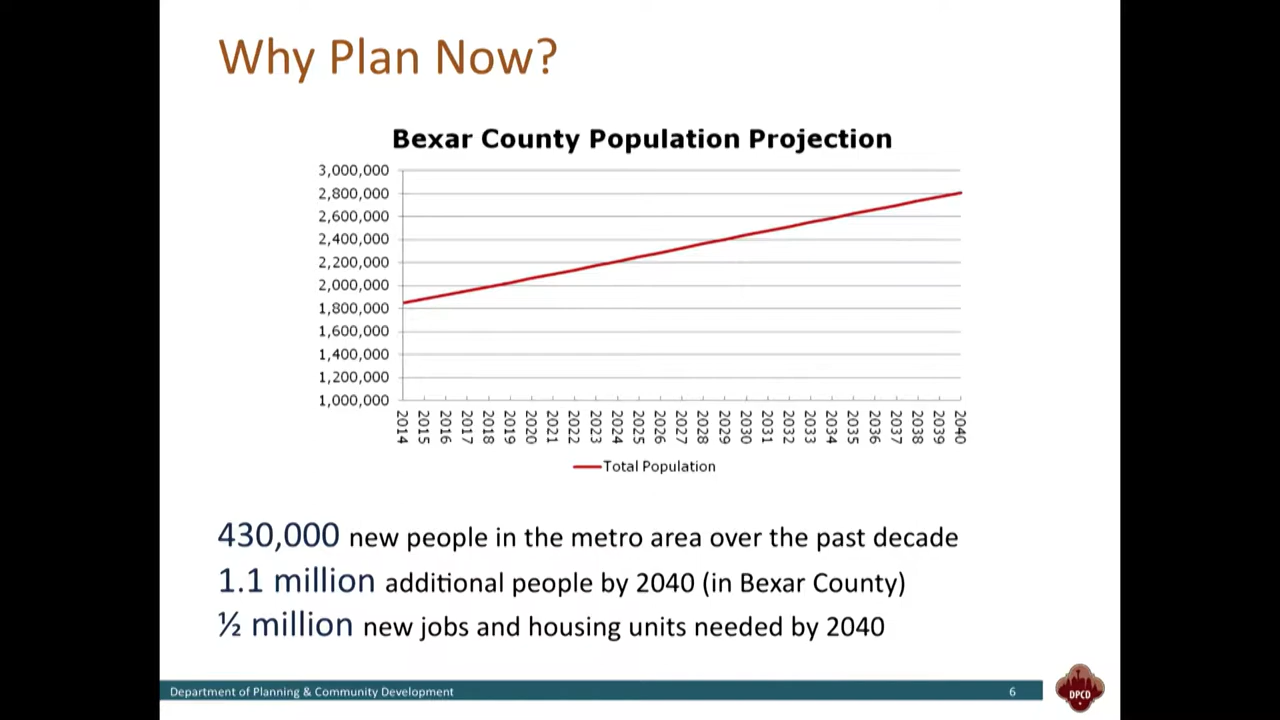 Why Plan Now?
Bexar County Population Projection
3,000,000
2,800,000
2,600,000
2,400,000
2,200,000
2,000,000
1,800,000
1,600,000
1,400,000
1,200,000
1,000,000
2014 2015 2016 2017 2018 2019 2020 2021 2022 2023 2024 2025 2026 2027 2028 2029 2030 2031 2032 2033 2034 2035 2036 2037 2038 2039 2040
Total Population
430,000 new people in the metro area over the past decade
1.1 million additional people by 2040 (in Bexar County)
½ million new jobs and housing units needed by 2040
Department of Planning & Community Development 6
DPCD